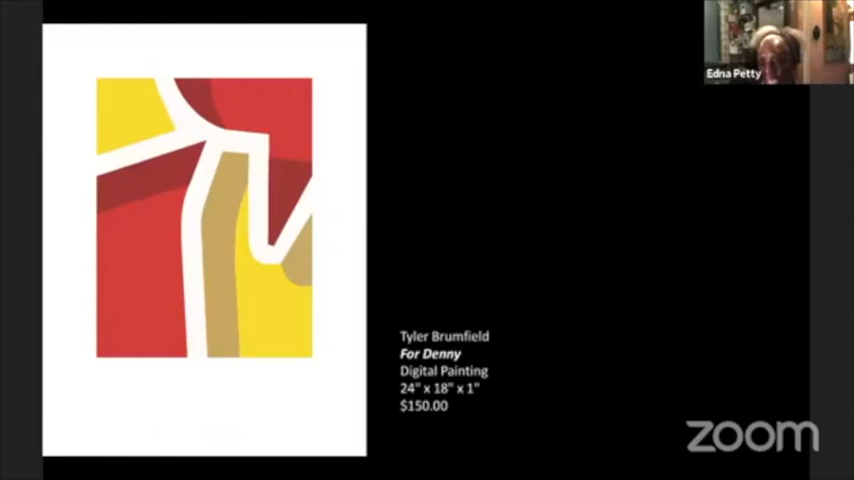 Edna Petty
Tyler Brumfield
For Denny
Digital Painting
24" x 18" x 1"
$150.00
zoom